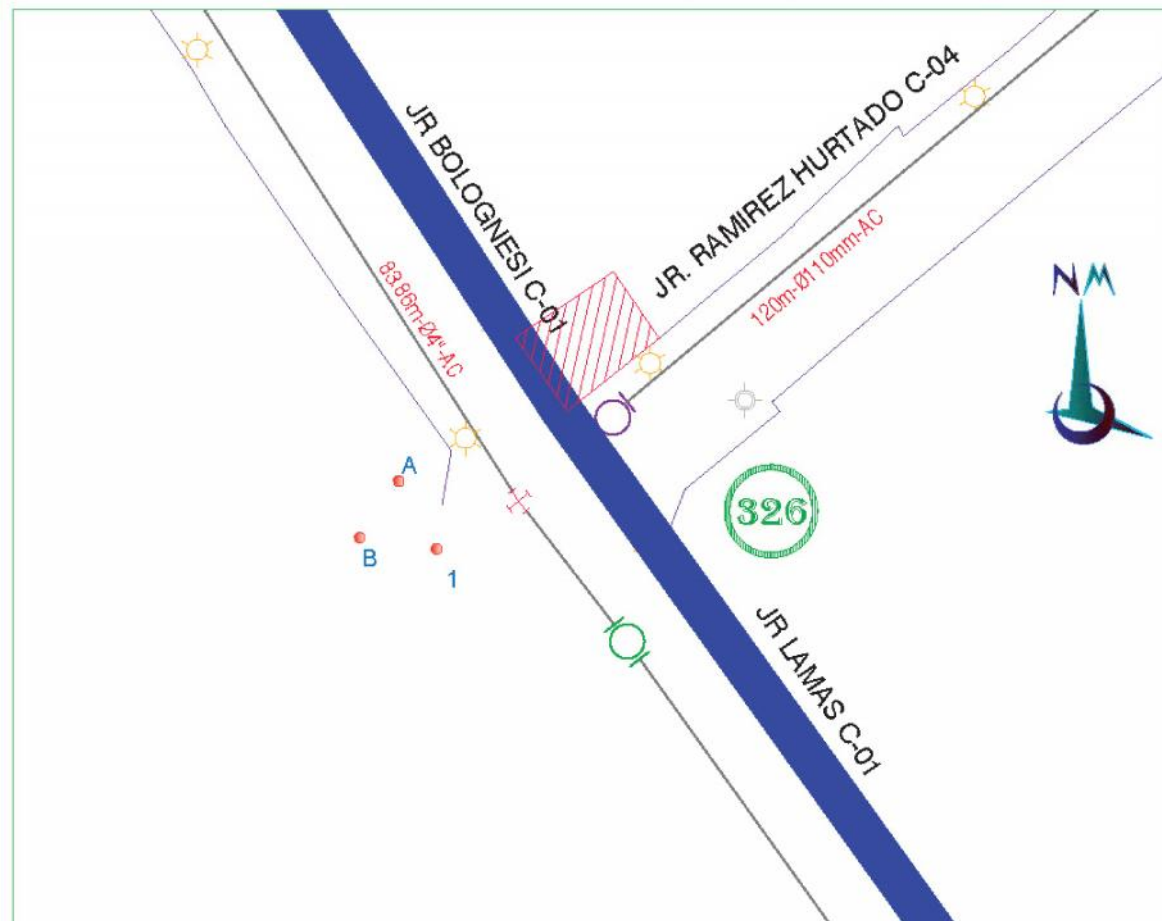 JR BOLOGNESI C-01
JR. RAMIREZ HURTADO C-04
83.86m-Ø4"-AC
120m-Ø110mm-AC
NM
A
B
1
326
JR LAMAS C-01